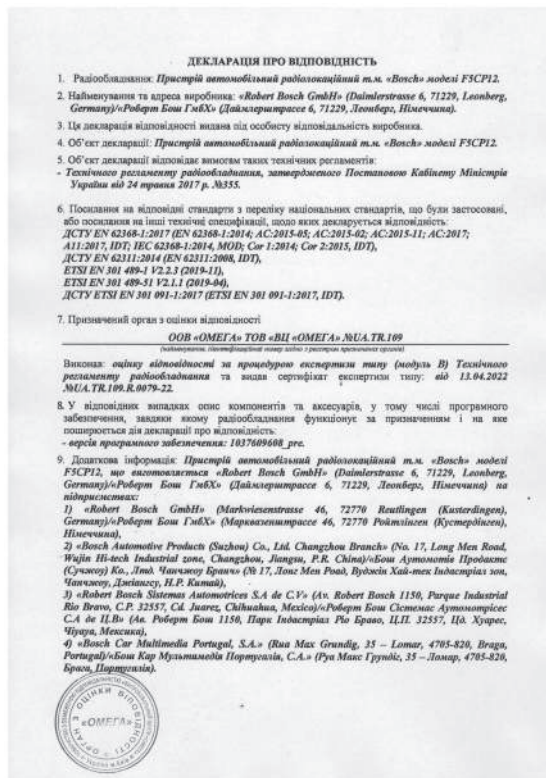 ДЕКЛАРАЦІЯ ПРО ВІДПОВІДНІСТЬ
1. Радіообладнання: Пристрій автомобільний радіолокаційний т.м. «Bosch» моделі F5CP12.
2. Найменування та адреса виробника: «Robert Bosch GmbH» (Daimlerstrasse 6, 71229, Leonberg,
Germany)/«Роберт Бош ГмбХ» (Даймлерштрассе 6, 71229, Леонберг, Німеччина).
3. Ця декларація відповідності видана під особисту відповідальність виробника.
4. Об'єкт декларації: Пристрій автомобільний радіолокаційний т.м. «Bosch» моделі F5CP12.
5. Об'єкт декларації відповідає вимогам таких технічних регламентів:
- Технічного регламенту радіообладнання, затвердженого Постановою Кабінету Міністрів
України від 24 травня 2017 р. №355.
6. Посилання на відповідні стандарти з переліку національних стандартів, що були застосовані,
або посилання на інші технічні специфікації, щодо яких декларується відповідність:
ДСТУ EN 62368-1:2017 (EN 62368-1:2014; AC:2015-05; AC:2015-02; AC:2015-11; AC:2017;
A11:2017, IDT; IEC 62368-1:2014, MOD; Cor 1:2014; Cor 2:2015, IDT),
ДСТУ EN 62311:2014 (EN 62311:2008, IDT),
ETSI EN 301 489-1 V2.2.3 (2019-11),
ETSI EN 301 489-51 V2.1.1 (2019-04),
ДСТУ ETSI EN 301 091-1:2017 (ETSI EN 301 091-1:2017, IDT).
7. Призначений орган з оцінки відповідності
ООВ «ОМЕГА» ТОВ «ВЦ «ОМЕГА» №UA.TR.109
(найменування, ідентифікаційний номер згідно з реєстром призначених органів)
Виконав: оцінку відповідності за процедурою експертизи типу (модуль В) Технічного
регламенту радіообладнання та видав сертифікат експертизи типу: від 13.04.2022
№UA.TR.109.R.0079-22.
8. У відповідних випадках опис компонентів та аксесуарів, у тому числі програмного
забезпечення, завдяки якому радіообладнання функціонує за призначенням і на яке
поширюється дія декларації про відповідність:
- версія програмного забезпечення: 1037609608_pre.
9. Додаткова інформація: Пристрій автомобільний радіолокаційний т.м. «Bosch» моделі
F5CP12, що виготовляється «Robert Bosch GmbH» (Daimlerstrasse 6, 71229, Leonberg,
Germany)/«Роберт Бош ГмбХ» (Даймлерштрассе 6, 71229, Леонберг, Німеччина) на
підприємствах:
1) «Robert Bosch GmbH» (Markwiesenstrasse 46, 72770 Reutlingen (Kusterdingen),
Germany)/«Роберт Бош ГмбХ» (Марквазенштрассе 46, 72770 Ройтлінген (Кустердінген),
Німеччина),
2) «Bosch Automotive Products (Suzhou) Co., Ltd. Changzhou Branch» (No. 17, Long Men Road,
Wujin Hi-tech Industrial zone, Changzhou, Jiangsu, P.R. China)/«Бош Аутомотів Продактс
(Сучжоу) Ко., Лтд. Чанчжоу Бранч» (№ 17, Лонг Мен Роад, Вуджін Хай-тек Індастріал зон,
Чанчжоу, Джіангсу, Н.Р. Китай),
3) «Robert Bosch Sistemas Automotrices S.A de C.V» (Av. Robert Bosch 1150, Parque Industrial
Rio Bravo, C.P. 32557, Cd. Juarez, Chihuahua, Mexico)/«Роберт Бош Сістемас Аутомотрісес
С.А де Ц.В» (Ав. Роберт Бош 1150, Парк Індастріал Ріо Браво, Ц.П. 32557, Цд. Хуарес,
Чіуауа, Мексика),
4) «Bosch Car Multimedia Portugal, S.A.» (Rua Max Grundig, 35 – Lomar, 4705-820, Braga,
Portugal)/«Бош Кар Мультимедія Португалія, С.А.» (Руа Макс Грундіг, 35 – Ломар, 4705-820,
Брага, Португалія).
ОРГАН З ОЦІНКИ ВІДПОВІДНОСТІ
«ОМЕГА»